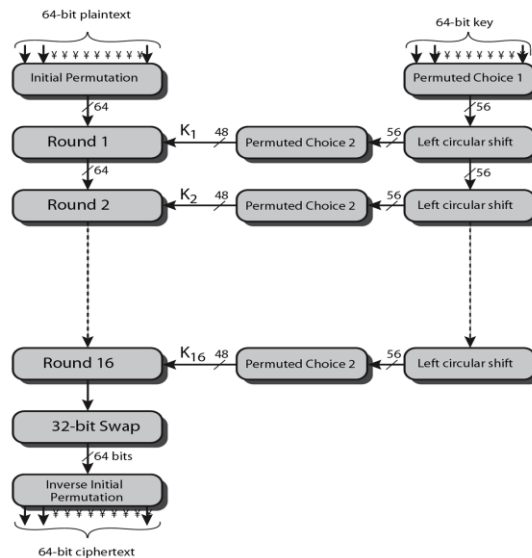 64-bit plaintext
64-bit key
¥ ¥ ¥ ¥ ¥ ¥ ¥ ¥ ¥
¥ ¥ ¥ ¥ ¥ ¥ ¥ ¥ ¥
Initial Permutation
Permuted Choice 1
64
56
Round 1
K1
48
Permuted Choice 2
56
Left circular shift
64
56
Round 2
K2
48
Permuted Choice 2
56
Left circular shift
Round 16
K16
48
Permuted Choice 2
56
Left circular shift
32-bit Swap
64 bits
Inverse Initial
Permutation
¥ ¥ ¥ ¥ ¥ ¥ ¥ ¥ ¥
64-bit ciphertext